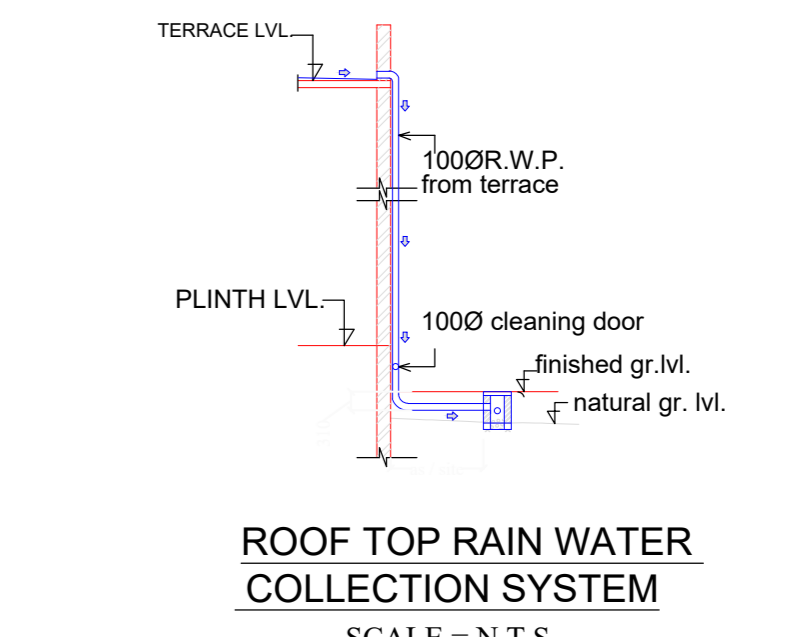 TERRACE LVL.
100ØR.W.P.
from terrace
PLINTH LVL.
100Ø cleaning door
finished gr.lvl.
natural gr. lvl.
ROOF TOP RAIN WATER
COLLECTION SYSTEM
SCALE = N.T.S.